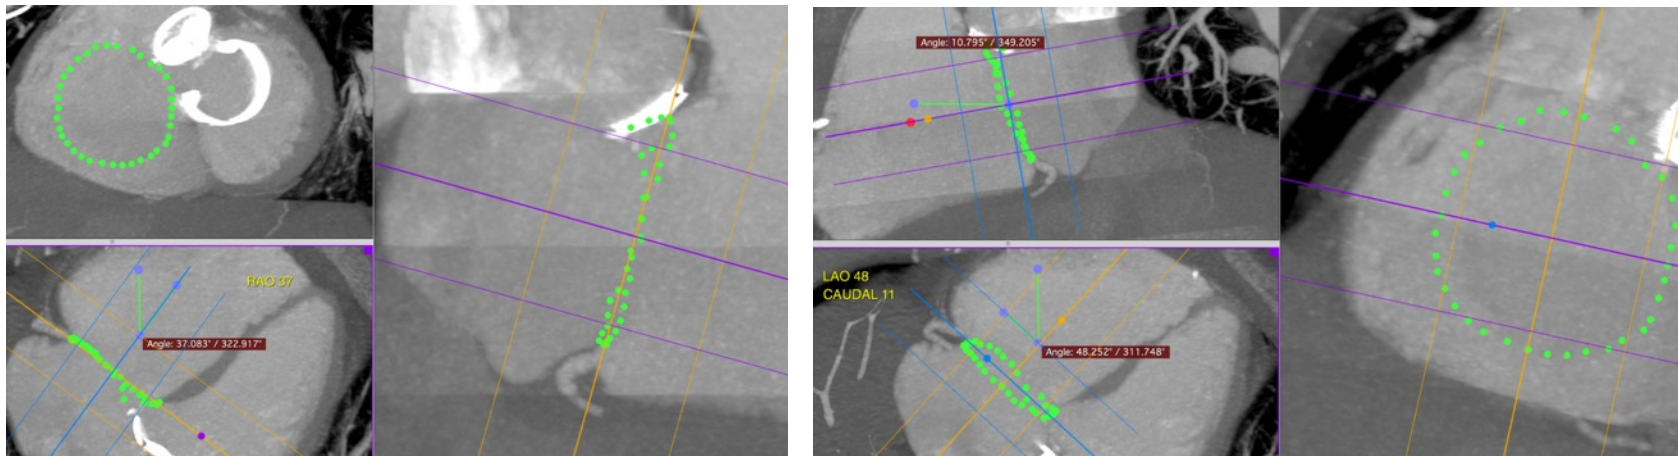 RAO 37
Angle: 37.083° / 322.917°
Angle: 10.795° / 349.205°
LAO 48
CAUDAL 11
Angle: 48.252° / 311.748°